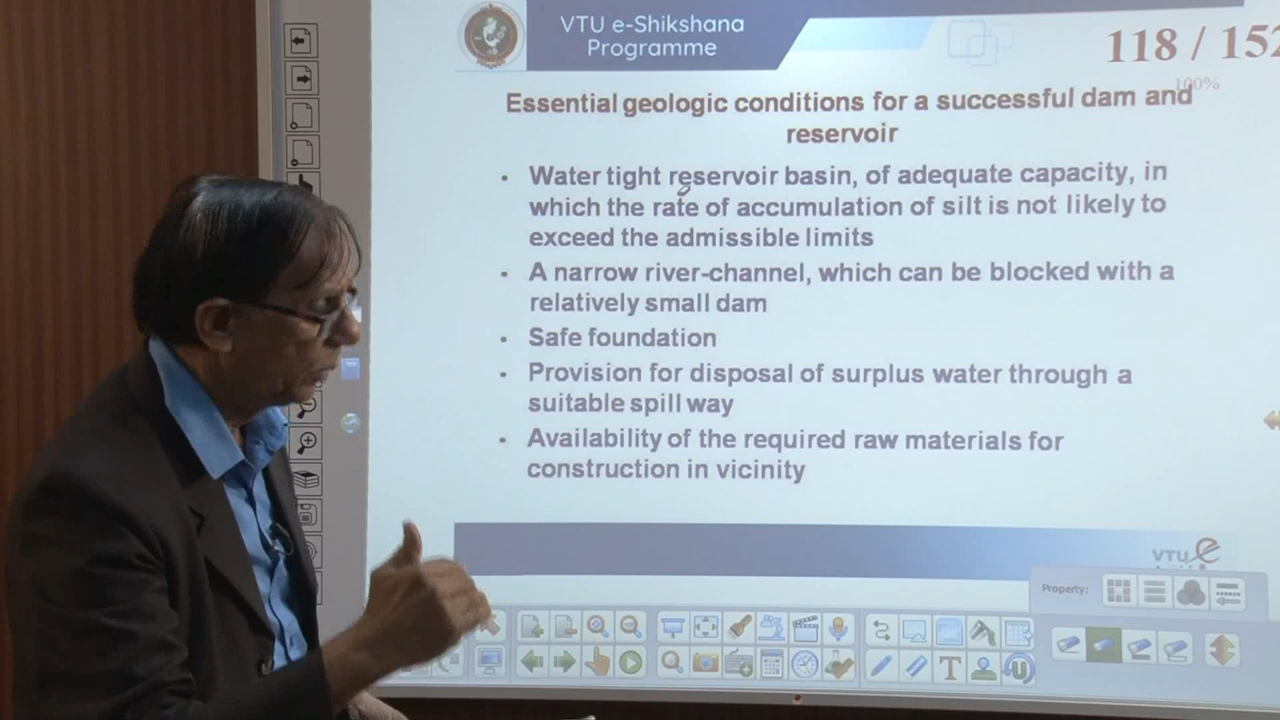 VTU e-Shikshana
Programme
118 / 152
100%
Essential geologic conditions for a successful dam and
reservoir
• Water tight reservoir basin, of adequate capacity, in
which the rate of accumulation of silt is not likely to
exceed the admissible limits
• A narrow river-channel, which can be blocked with a
relatively small dam
• Safe foundation
• Provision for disposal of surplus water through a
suitable spill way
• Availability of the required raw materials for
construction in vicinity
VTU e
Property: